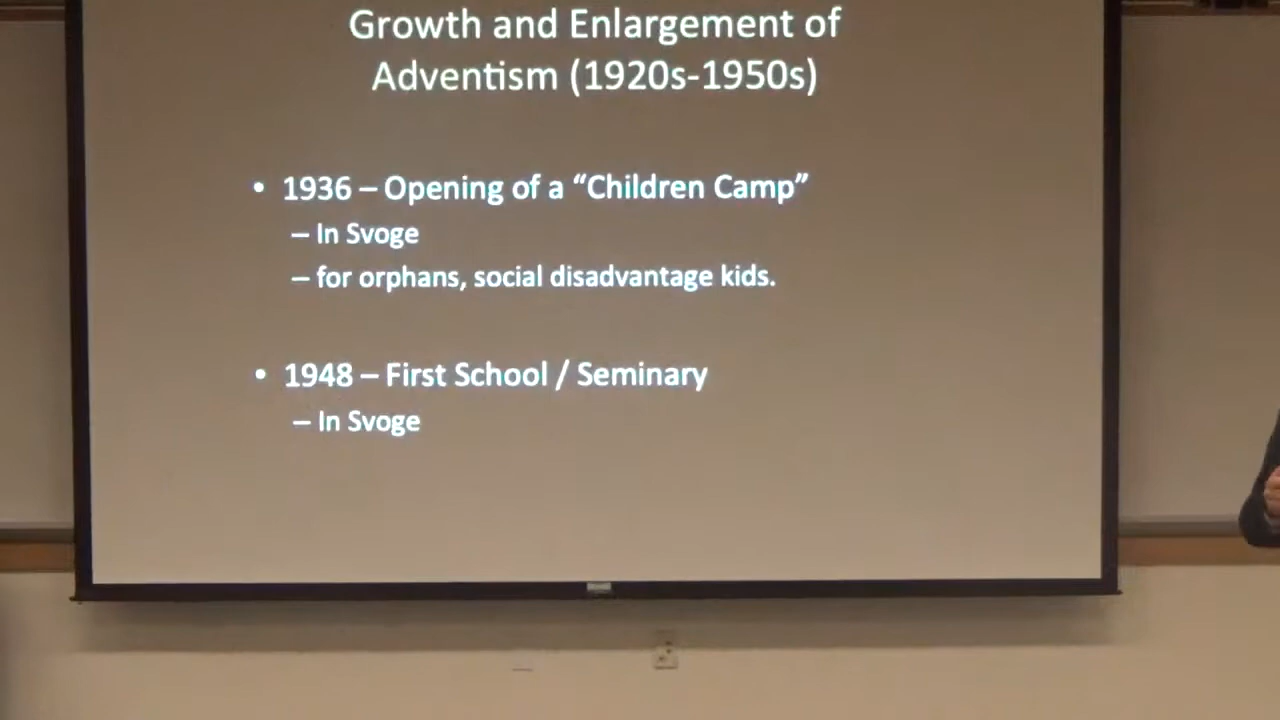 Growth and Enlargement of
Adventism (1920s-1950s)
• 1936 – Opening of a “Children Camp”
– In Svoge
– for orphans, social disadvantage kids.
• 1948 – First School / Seminary
– In Svoge